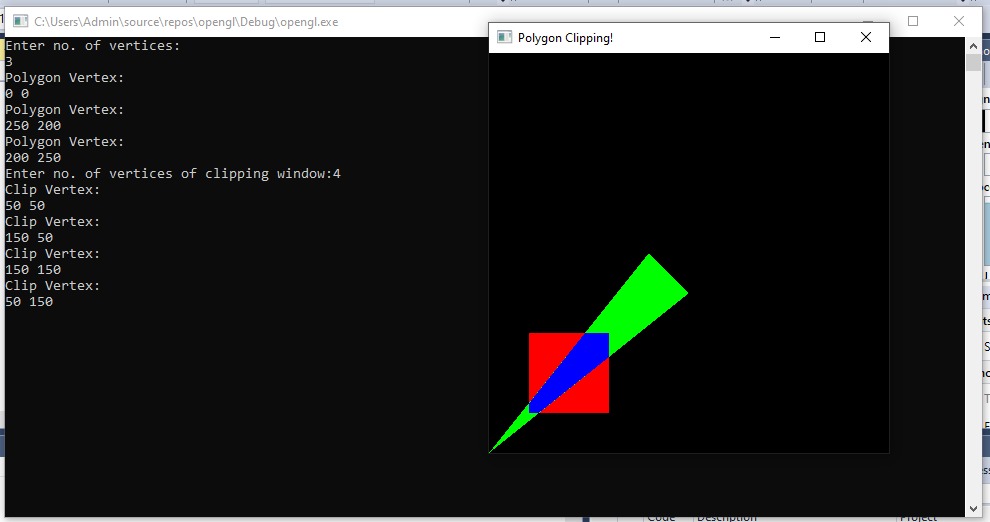 C:\Users\Admin\source\repos\opengl\Debug\opengl.exe
Enter no. of vertices:
3
Polygon Vertex:
0 0
Polygon Vertex:
250 200
Polygon Vertex:
200 250
Enter no. of vertices of clipping window:4
Clip Vertex:
50 50
Clip Vertex:
150 50
Clip Vertex:
150 150
Clip Vertex:
50 150
Polygon Clipping!
Code Description Project